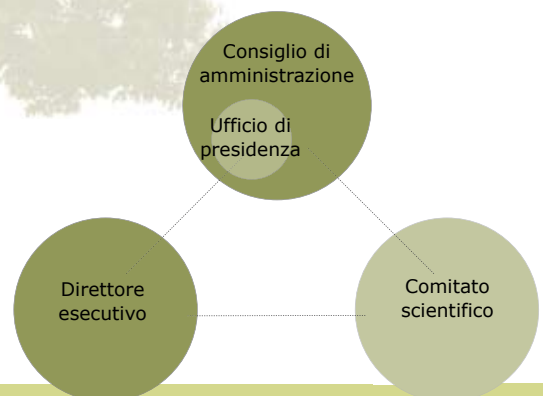 Consiglio di
amministrazione
Ufficio di
presidenza
Direttore
esecutivo
Comitato
scientifico